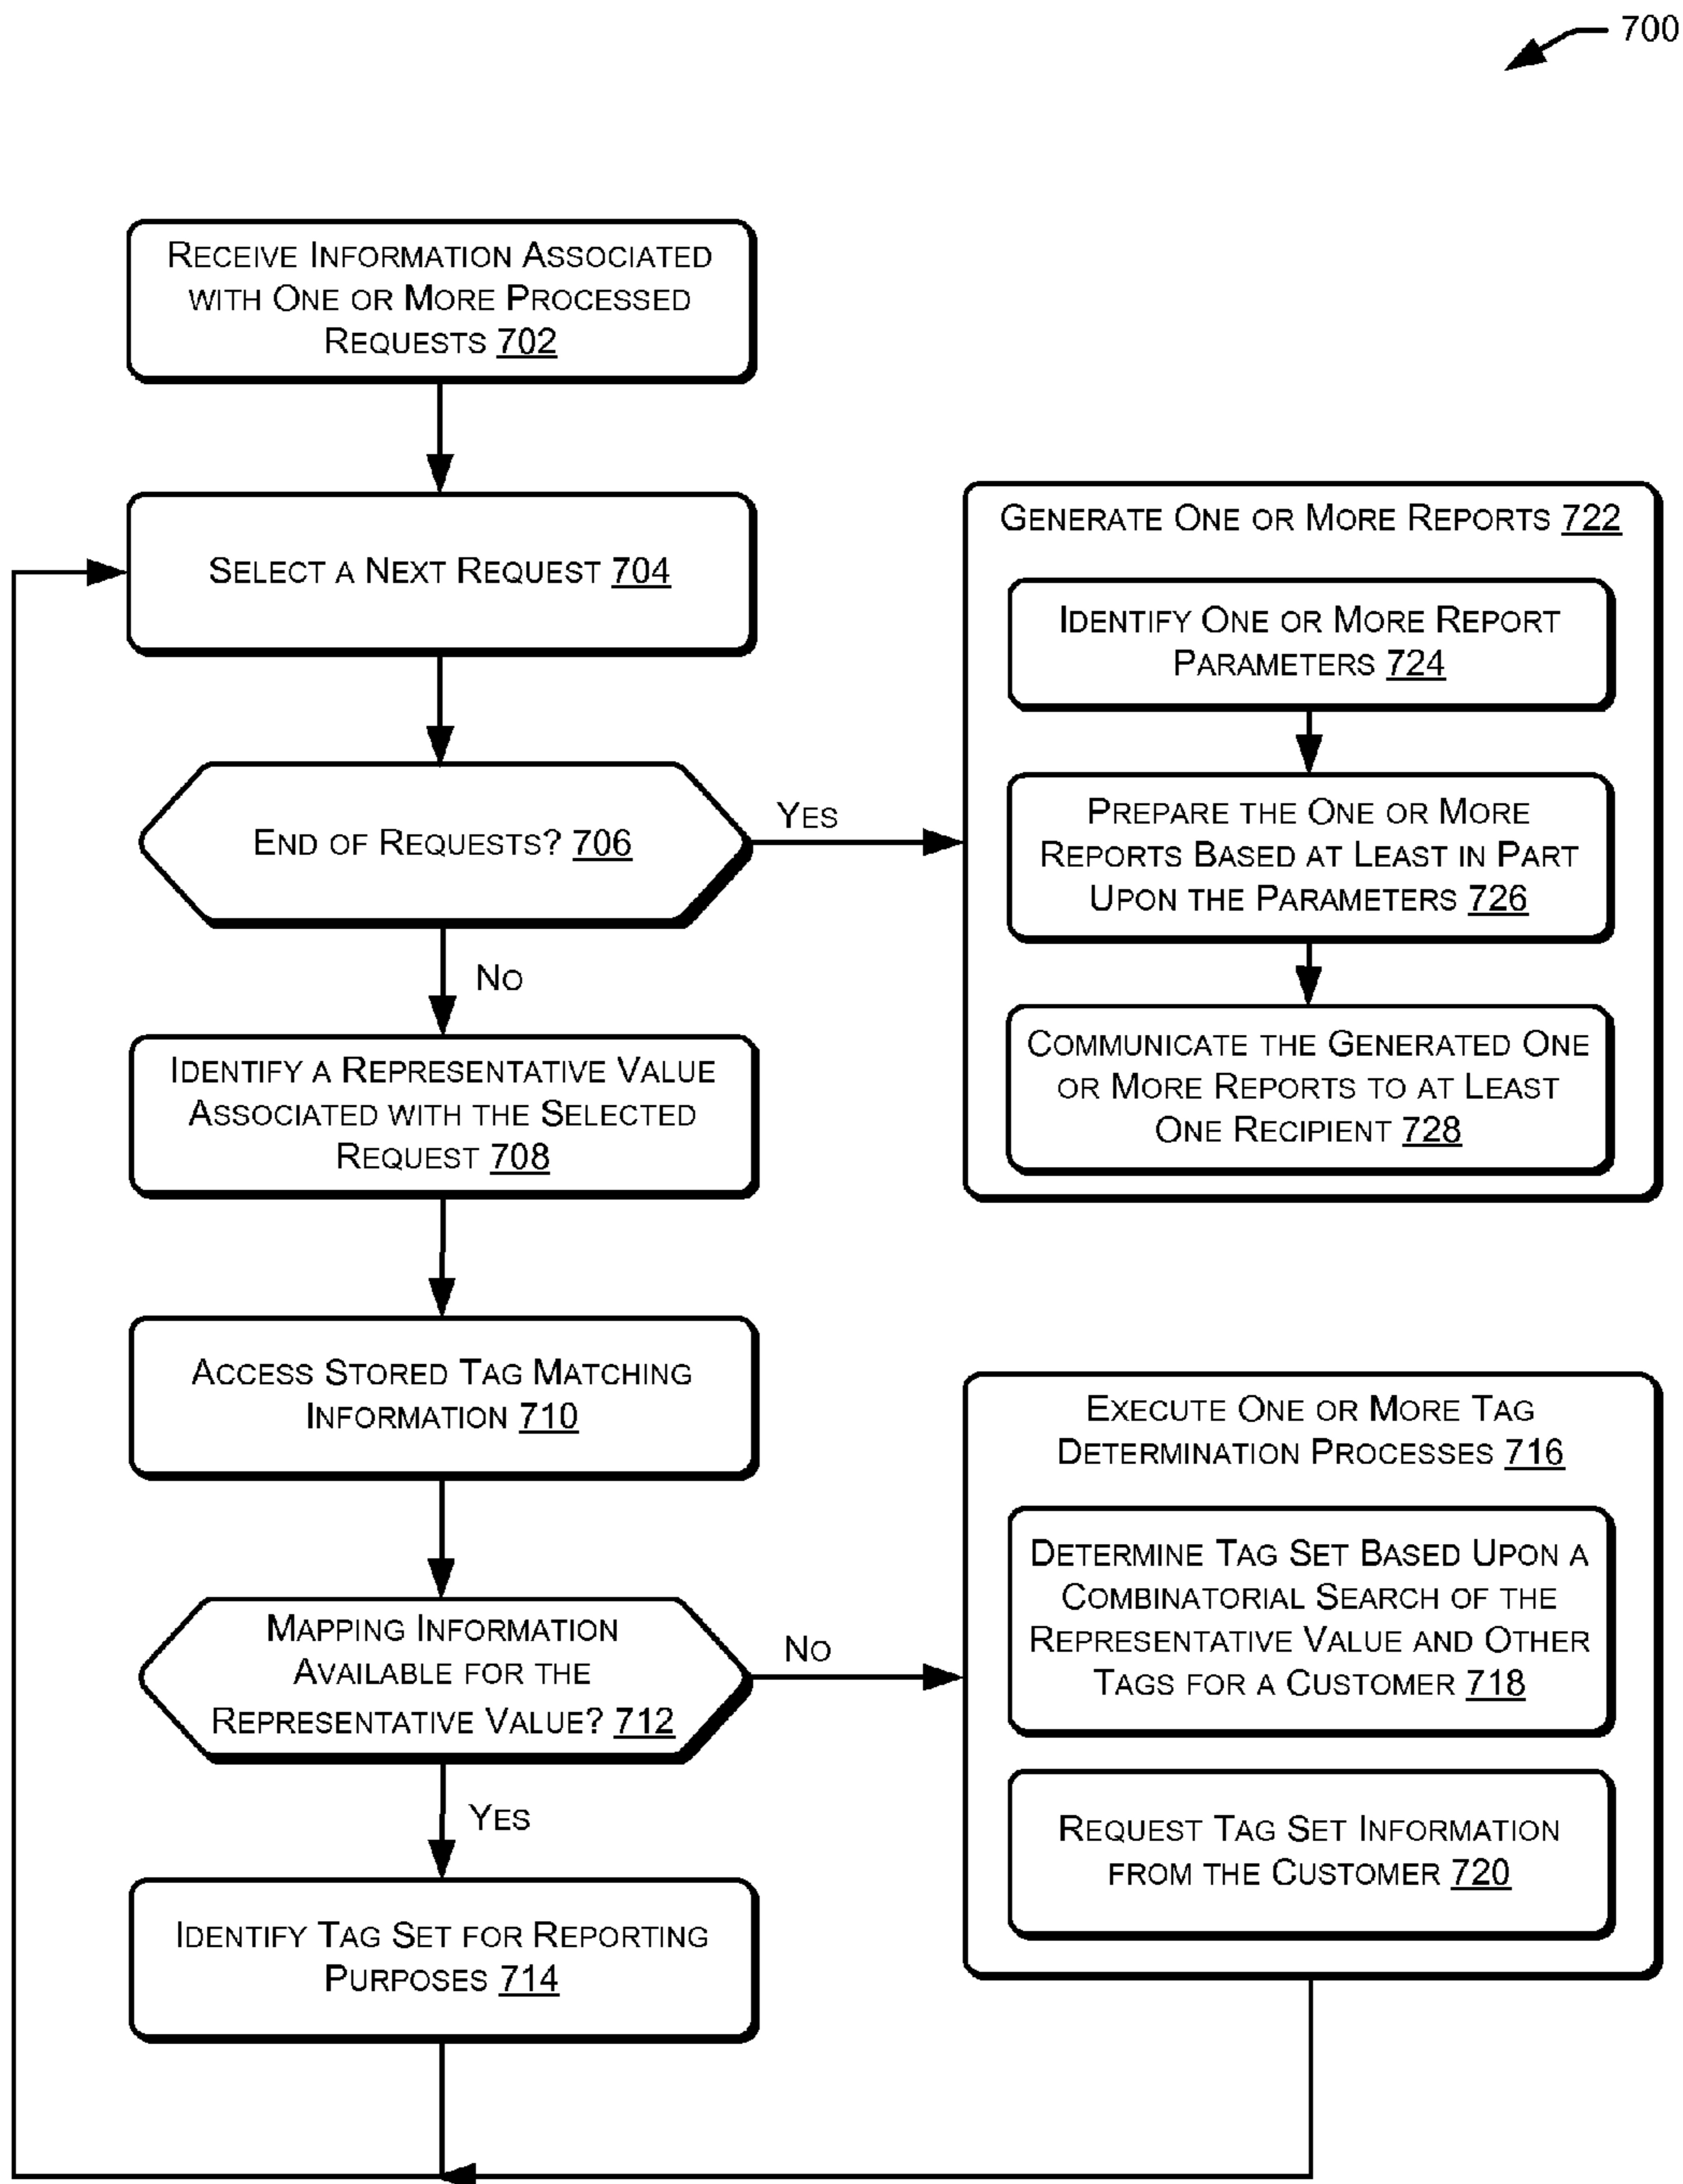 700
Receive Information Associated
with One or More Processed
Requests 702
Select a Next Request 704
End of Requests? 706
Yes
No
Identify a Representative Value
Associated with the Selected
Request 708
Access Stored Tag Matching
Information 710
Mapping Information
Available for the
Representative Value? 712
No
Yes
Identify Tag Set for Reporting
Purposes 714
Generate One or More Reports 722
Identify One or More Report
Parameters 724
Prepare the One or More
Reports Based at Least in Part
Upon the Parameters 726
Communicate the Generated One
or More Reports to at Least
One Recipient 728
Execute One or More Tag
Determination Processes 716
Determine Tag Set Based Upon a
Combinatorial Search of the
Representative Value and Other
Tags for a Customer 718
Request Tag Set Information
from the Customer 720